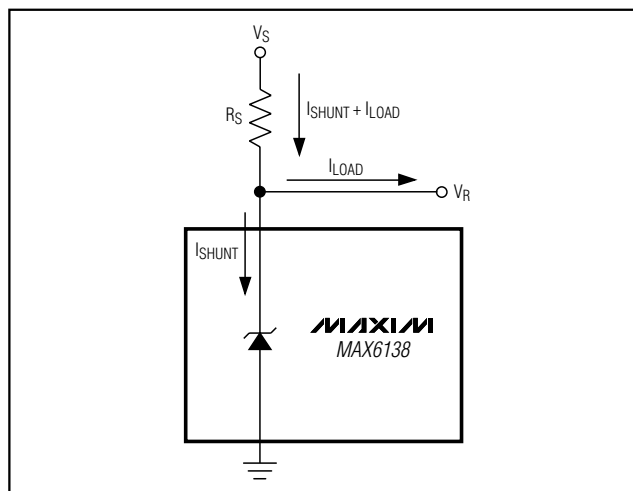 VS
RS
ISHUNT + ILOAD
ILOAD
VR
ISHUNT
MAXIM
MAX6138